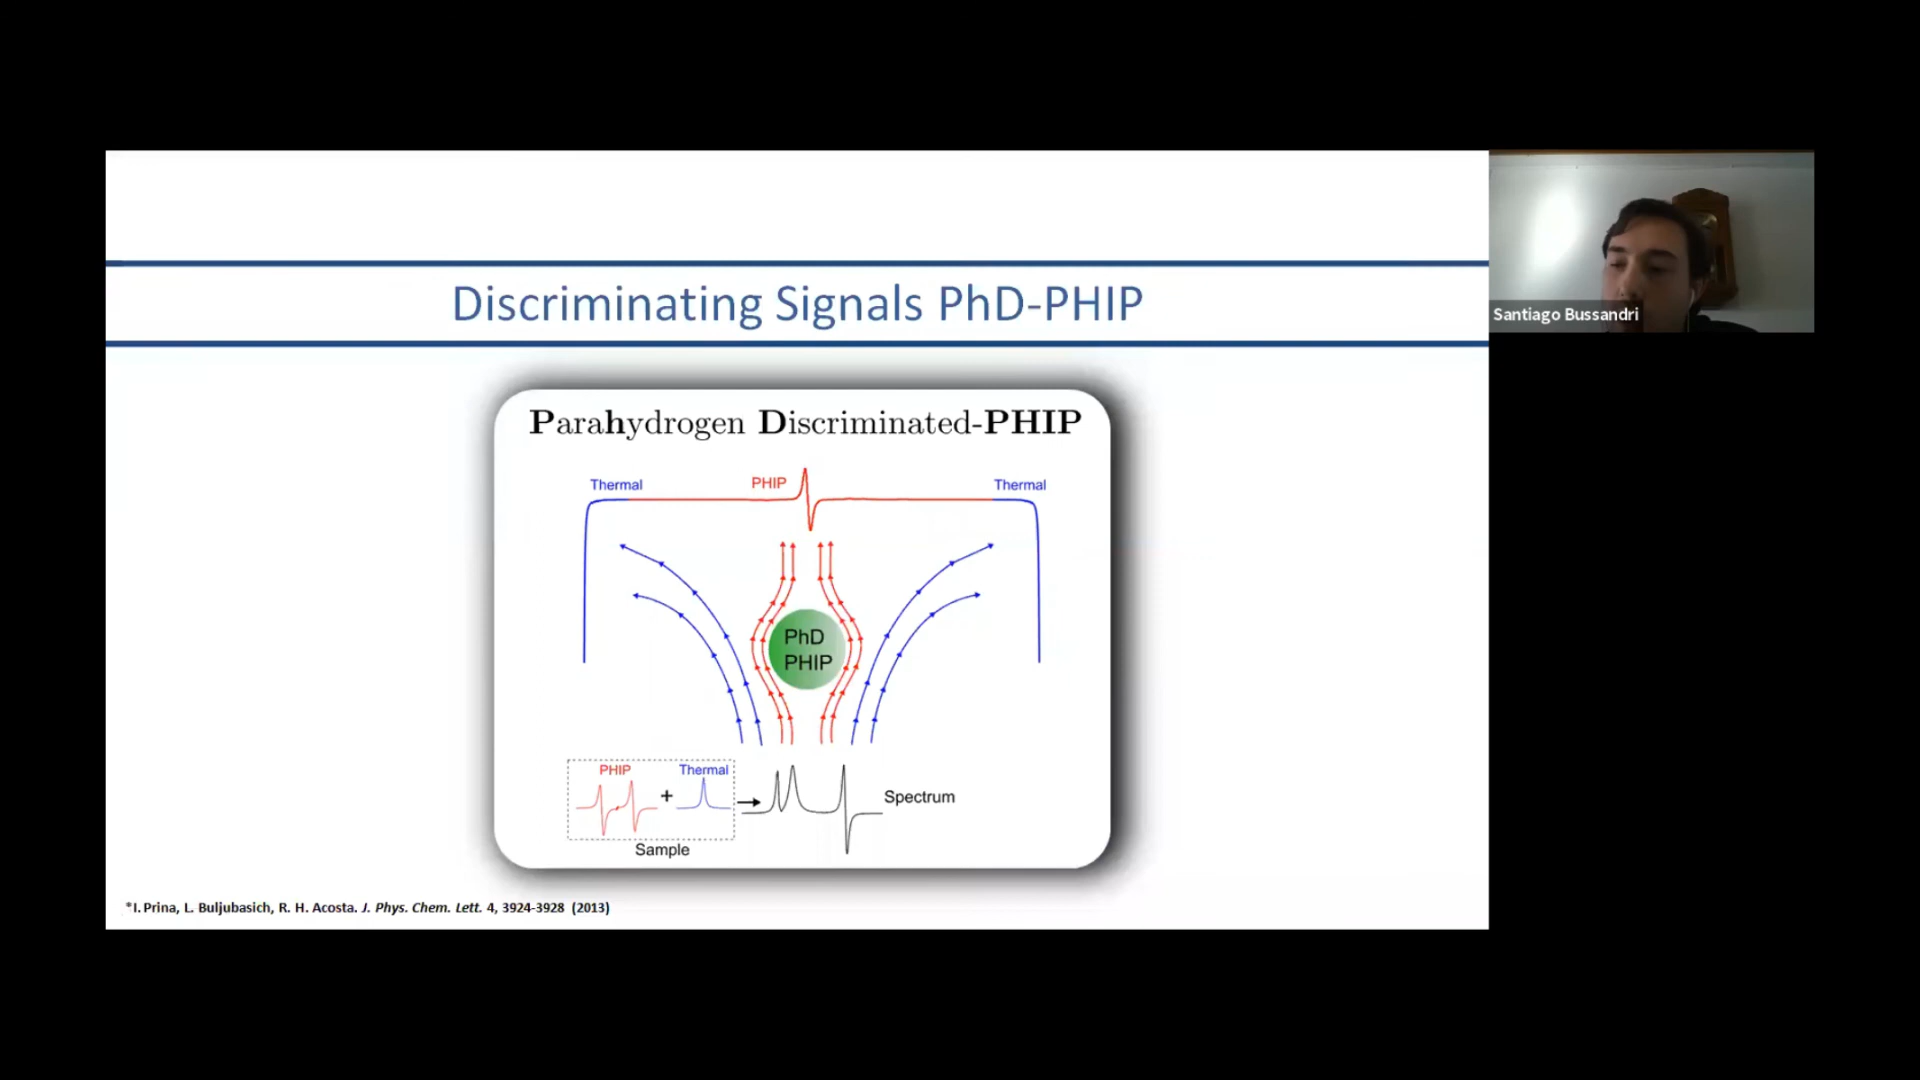 Discriminating Signals PhD-PHIP
Santiago Bussandri
Parahydrogen Discriminated-PHIP
Thermal
PHIP
Thermal
PhD
PHIP
PHIP
Thermal
+
Spectrum
Sample
*I. Prina, L. Buljubasich, R. H. Acosta. J. Phys. Chem. Lett. 4, 3924-3928 (2013)